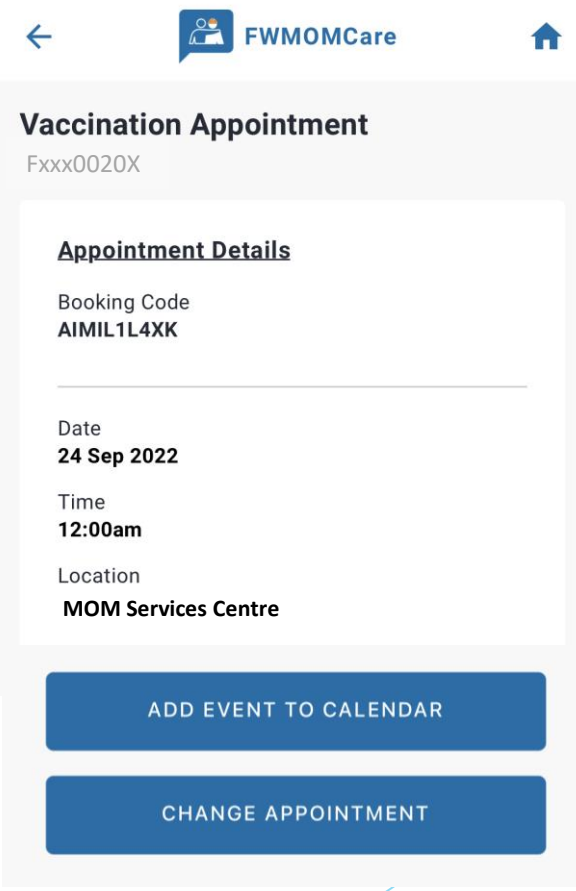 FWMOMCare
Vaccination Appointment
Fxxx0020X
Appointment Details
Booking Code
AIMIL1L4XK
Date
24 Sep 2022
Time
12:00am
Location
MOM Services Centre
ADD EVENT TO CALENDAR
CHANGE APPOINTMENT